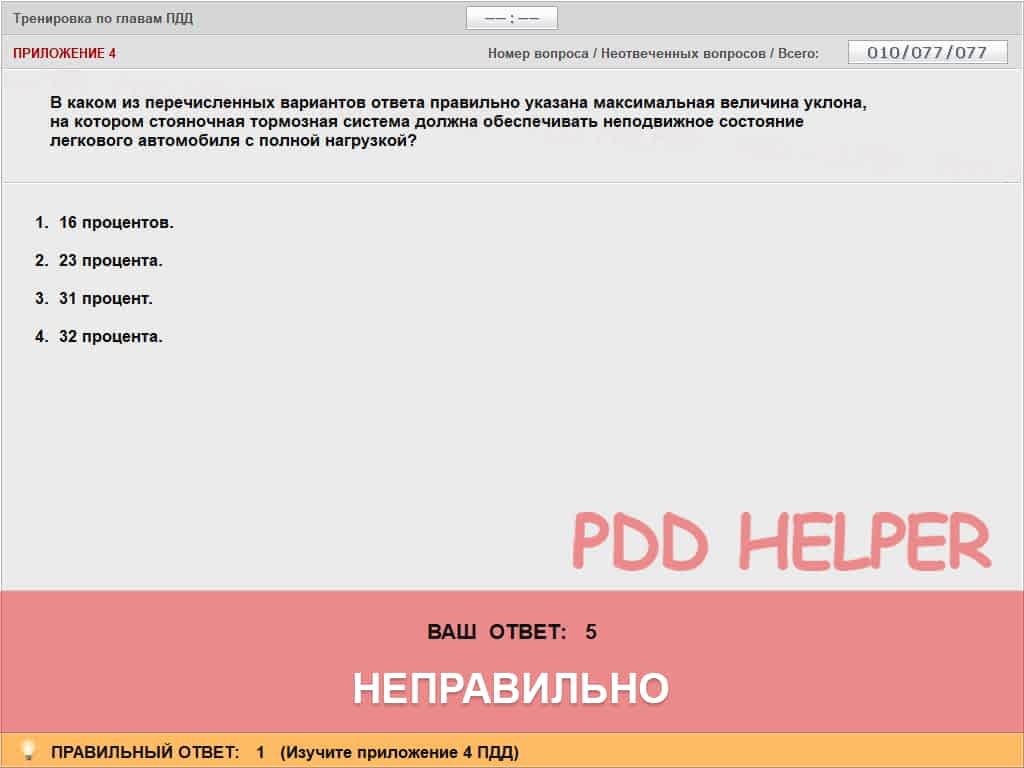 Тренировка по главам ПДД
—— : ——
ПРИЛОЖЕНИЕ 4
Номер вопроса / Неотвеченных вопросов / Всего:
010/077/077
В каком из перечисленных вариантов ответа правильно указана максимальная величина уклона,
на котором стояночная тормозная система должна обеспечивать неподвижное состояние
легкового автомобиля с полной нагрузкой?
1. 16 процентов.
2. 23 процента.
3. 31 процент.
4. 32 процента.
PDD HELPER
ВАШ ОТВЕТ: 5
НЕПРАВИЛЬНО
ПРАВИЛЬНЫЙ ОТВЕТ: 1 (Изучите приложение 4 ПДД)